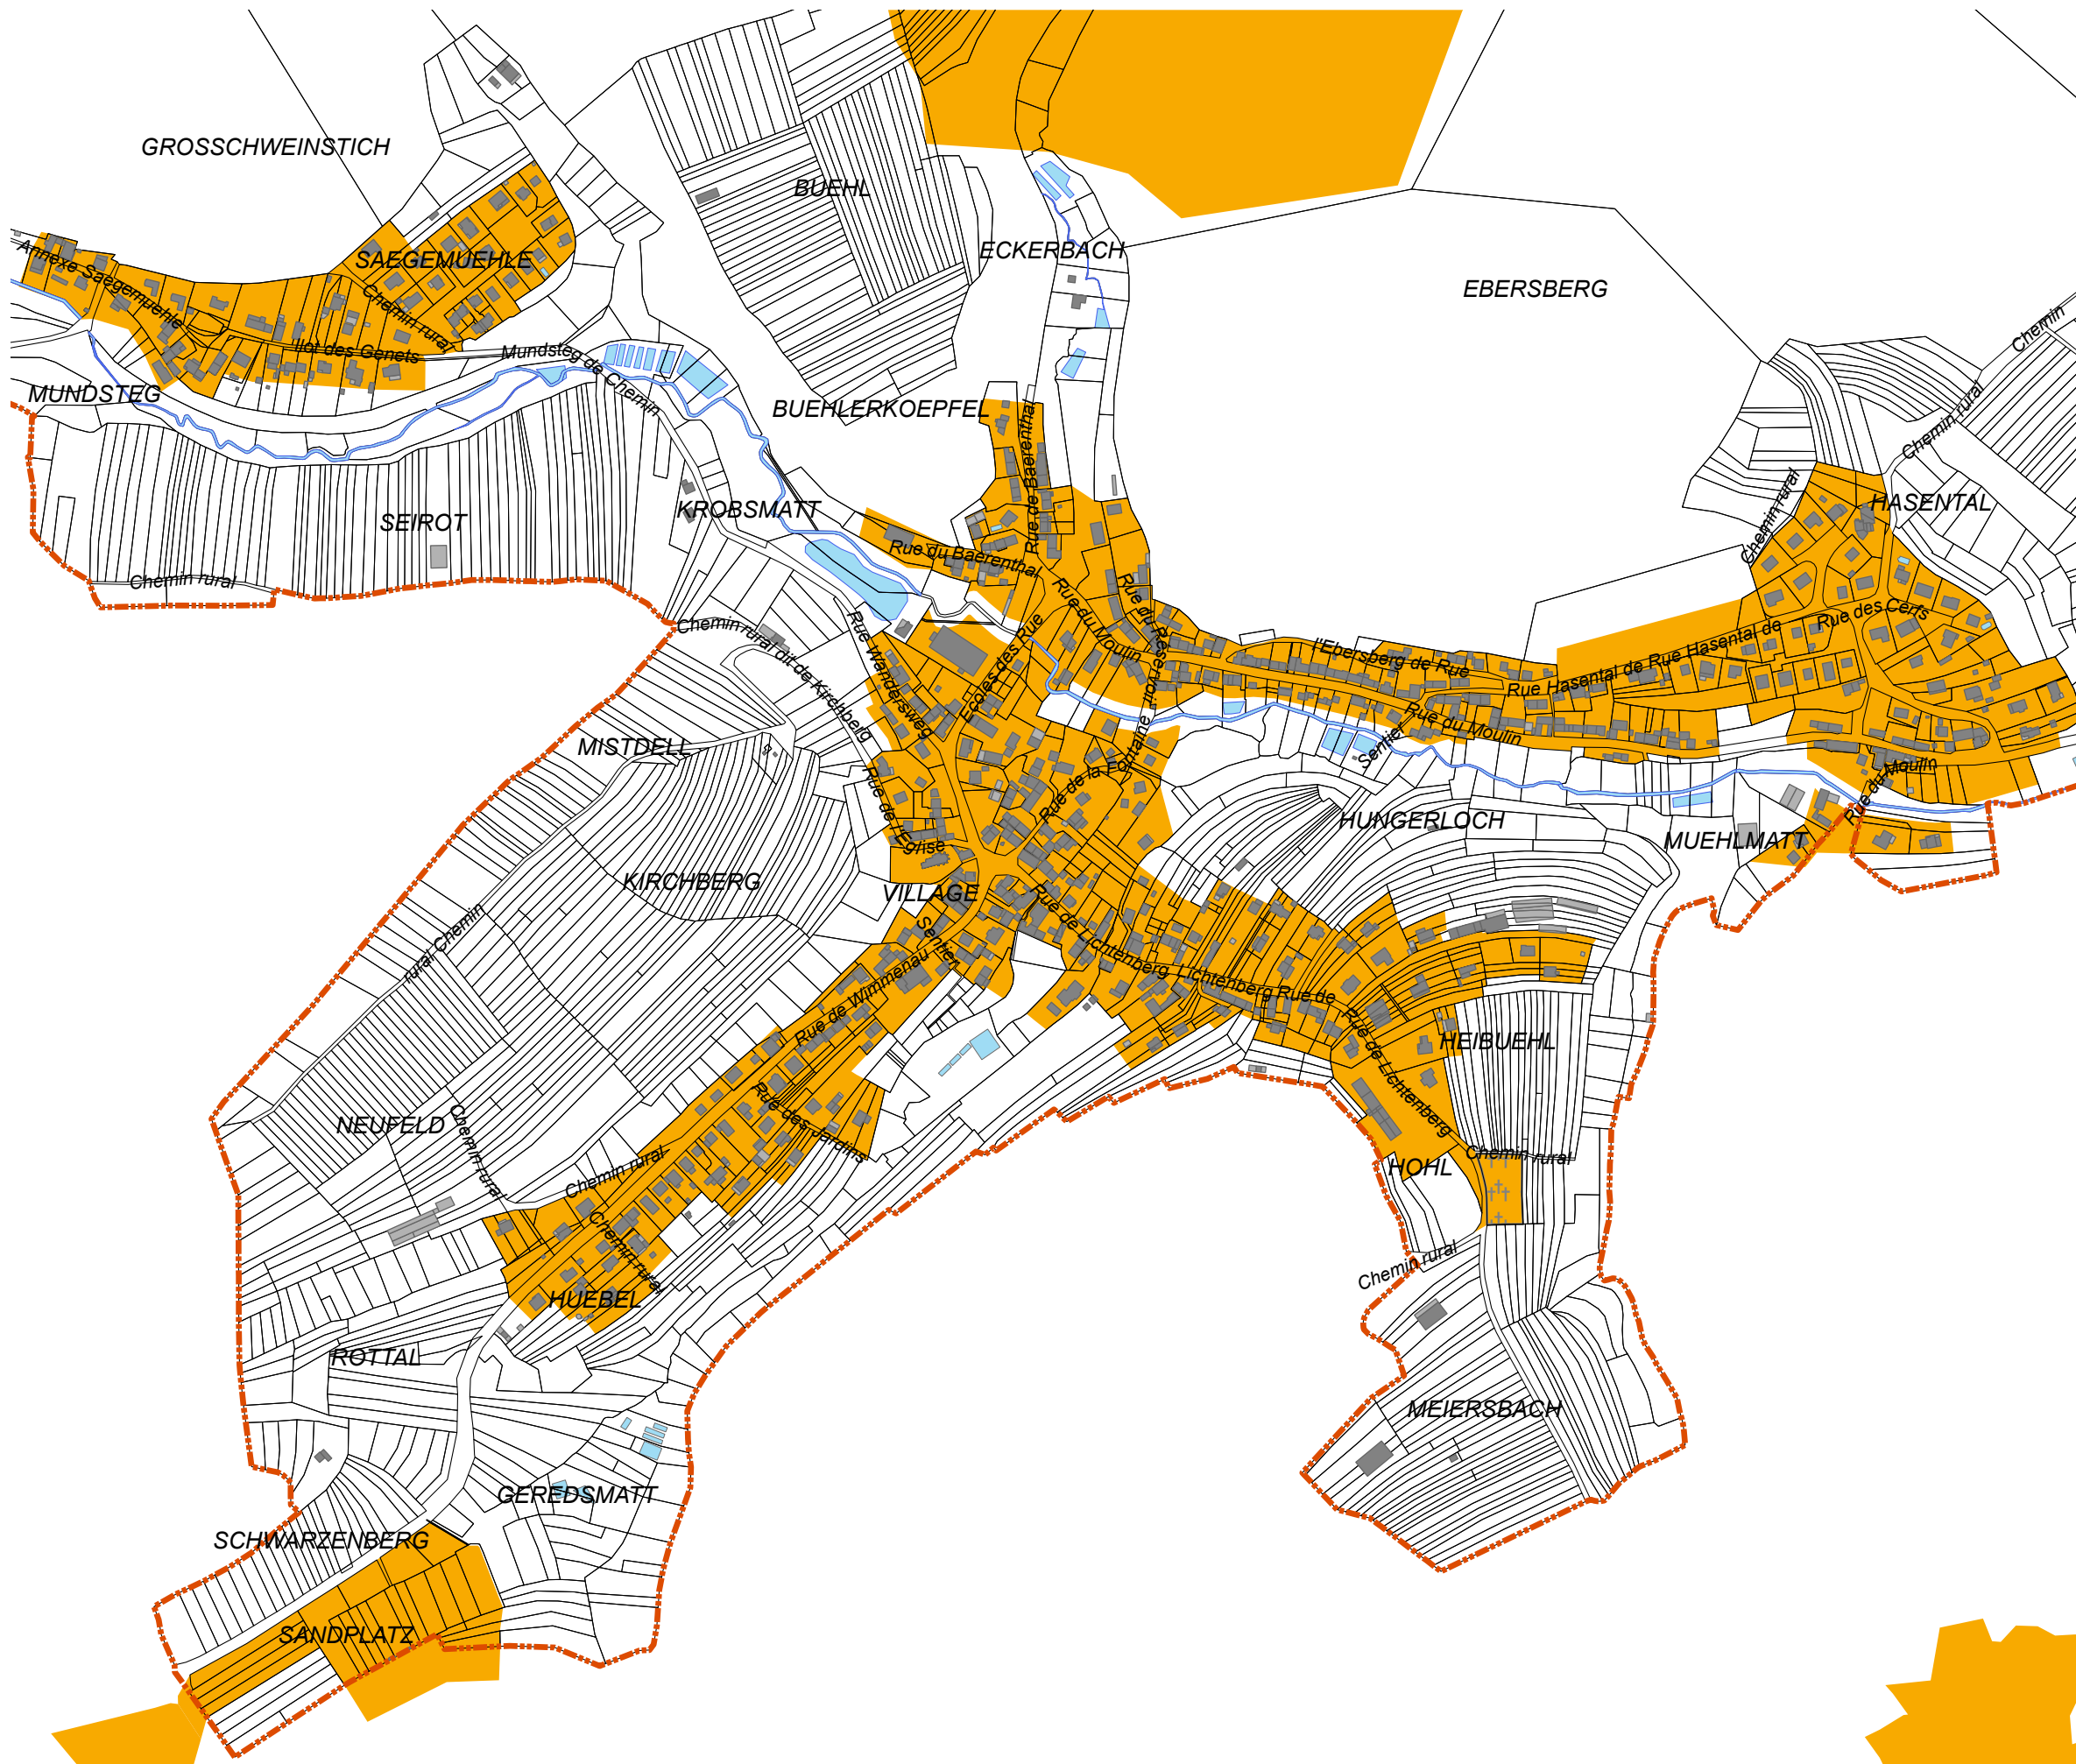 GROSSCHWEINSTICH
BUEHL
ECKERBACH
EBERSBERG
SAEGEMUEHLE
Annexe Saegemuehle
Chemin rural
'Ilot des Genets
Mundsteg de Chemin
MUNDSTEG
BUEHLERKOEPFEL
Rue de Baerenthal
Chemin
Chemin rural
Chemin rural
HASENTAL
SEIROT
KROBSMATT
Rue du Baerenthal
Chemin rural
Rue du Moulin
Rue du Reservoir
Rue des Cerfs
Chemin rural dit de Kirchberg
Rue Wandersweg
Ecoles des Rue
l'Ebersberg de Rue
Rue Hasental de Rue Hasental de
Rue du Moulin
Sentier
MISTDELL
Rue de la Fontaine
Rue de l'Eglise
Rue du Moulin
HUNGERLOCH
MUEHLMATT
KIRCHBERG
VILLAGE
rural Chemin
Sentier
Rue de Lichtenberg
Lichtenberg Rue de
Rue de Wimmenau
Rue de Lichtenberg
HEIBUEHL
NEUFELD
Chemin rural
Rue des Jardins
Chemin rural
Chemin rural
HOHL
Chemin rural
Chemin rural
HUEBEL
ROTTAL
MEIERSBACH
GEREDSMATT
SCHWARZENBERG
SANDPLATZ